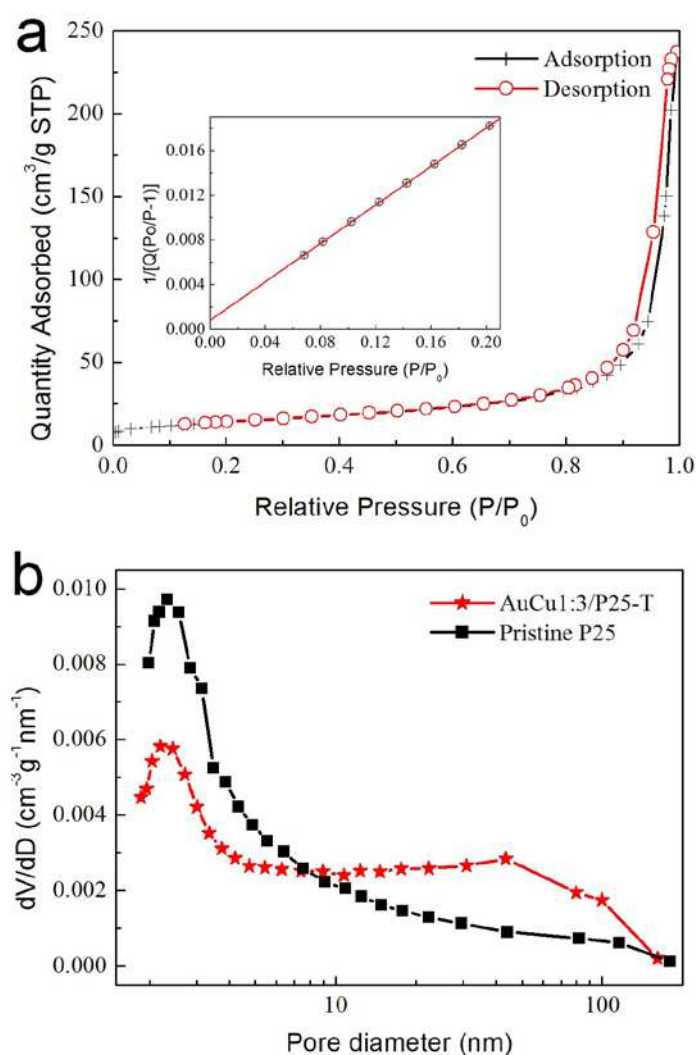 a
250
200
150
100
50
0
Quantity Adsorbed (cm³/g STP)
Adsorption
Desorption
0.016
0.012
0.008
0.004
0.000
1/[Q(Po/P-1)]
0.00 0.04 0.08 0.12 0.16 0.20
Relative Pressure (P/P₀)
0.0 0.2 0.4 0.6 0.8 1.0
Relative Pressure (P/P₀)
b
0.010
0.008
0.006
0.004
0.002
0.000
dV/dD (cm⁻³g⁻¹nm⁻¹)
AuCu1:3/P25-T
Pristine P25
10 100
Pore diameter (nm)